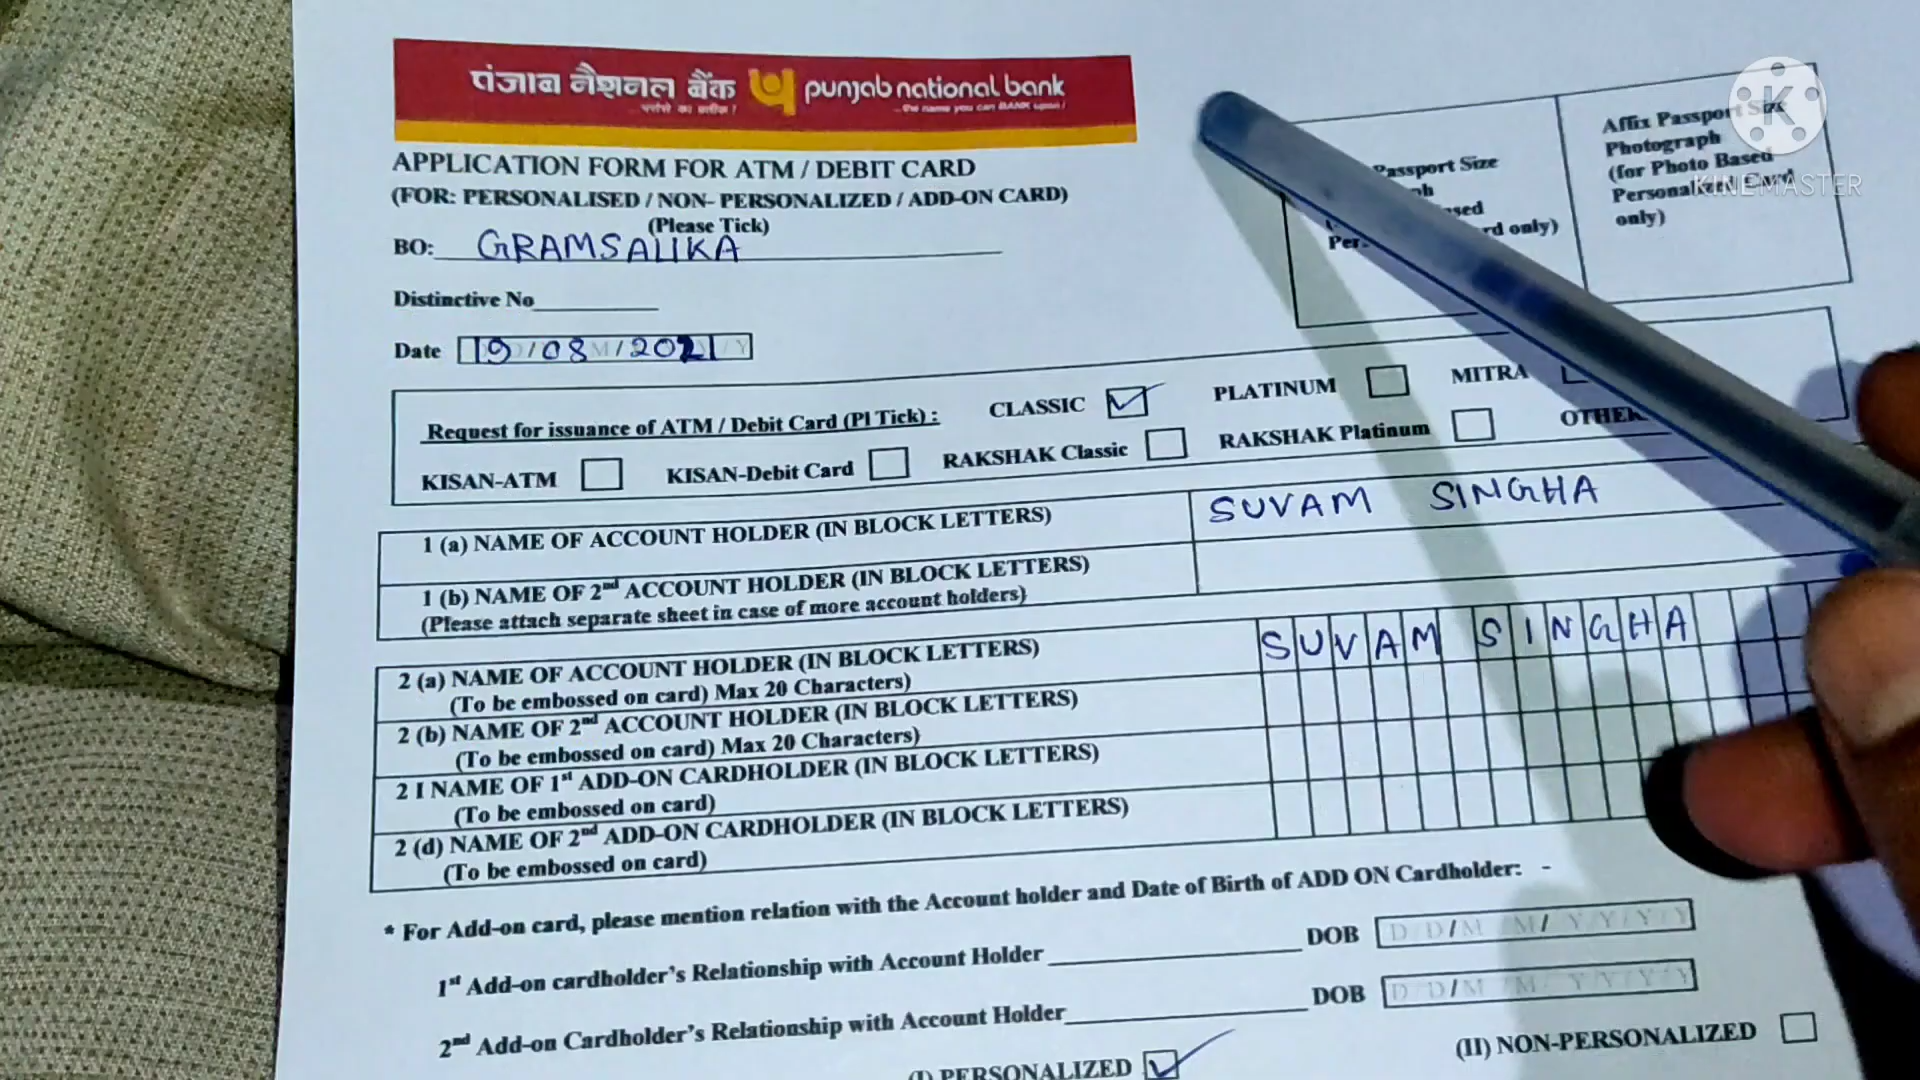 पंजाब नैशनल बैंक punjab national bank
भरोसे का प्रतीक ! ...the name you can BANK upon !
APPLICATION FORM FOR ATM / DEBIT CARD
(FOR: PERSONALISED / NON- PERSONALIZED / ADD-ON CARD)
(Please Tick)
BO: GRAMSALIKA
Distinctive No
Date 19/08/2021
Passport Size
only)
Affix Passport Size
Photograph
(for Photo Based
Personalized Card
only)
KINEMASTER
Request for issuance of ATM / Debit Card (Pl Tick) : CLASSIC PLATINUM MITRA
KISAN-ATM KISAN-Debit Card RAKSHAK Classic RAKSHAK Platinum OTHER
1 (a) NAME OF ACCOUNT HOLDER (IN BLOCK LETTERS) SUVAM SINGHA
1 (b) NAME OF 2nd ACCOUNT HOLDER (IN BLOCK LETTERS)
(Please attach separate sheet in case of more account holders)
2 (a) NAME OF ACCOUNT HOLDER (IN BLOCK LETTERS) SUVAM SINGHA
(To be embossed on card) Max 20 Characters)
2 (b) NAME OF 2nd ACCOUNT HOLDER (IN BLOCK LETTERS)
(To be embossed on card) Max 20 Characters)
2 I NAME OF 1st ADD-ON CARDHOLDER (IN BLOCK LETTERS)
(To be embossed on card)
2 (d) NAME OF 2nd ADD-ON CARDHOLDER (IN BLOCK LETTERS)
(To be embossed on card)
* For Add-on card, please mention relation with the Account holder and Date of Birth of ADD ON Cardholder: -
1st Add-on cardholder's Relationship with Account Holder DOB D D/M M/ Y/Y/Y/Y
2nd Add-on Cardholder's Relationship with Account Holder DOB D D/M M/ Y/Y/Y/Y
(I) PERSONALIZED (II) NON-PERSONALIZED